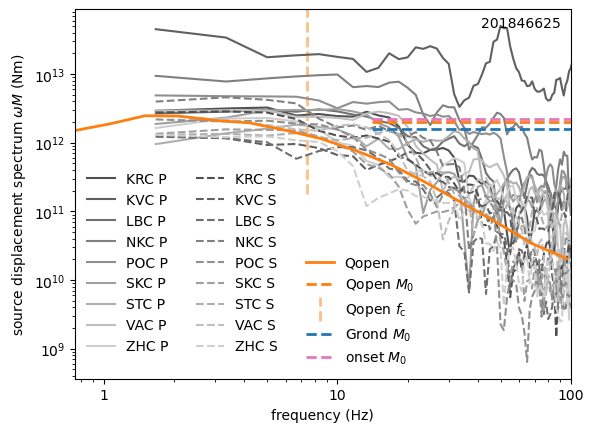 201846625
source displacement spectrum ωM (Nm)
10¹³
10¹²
10¹¹
10¹⁰
10⁹
KRC P KRC S
KVC P KVC S
LBC P LBC S
NKC P NKC S
POC P POC S
SKC P SKC S
STC P STC S
VAC P VAC S
ZHC P ZHC S
Qopen
Qopen M₀
Qopen f_c
Grond M₀
onset M₀
1 10 100
frequency (Hz)